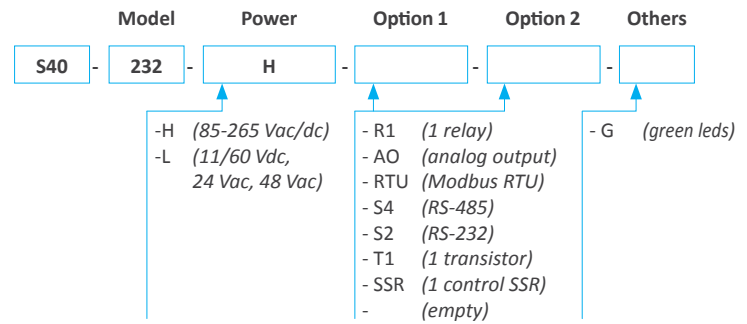 Model Power Option 1 Option 2 Others
S40 - 232 - H - - -
-H (85-265 Vac/dc)
-L (11/60 Vdc,
24 Vac, 48 Vac)
- R1 (1 relay)
- AO (analog output)
- RTU (Modbus RTU)
- S4 (RS-485)
- S2 (RS-232)
- T1 (1 transistor)
- SSR (1 control SSR)
- (empty)
- G (green leds)